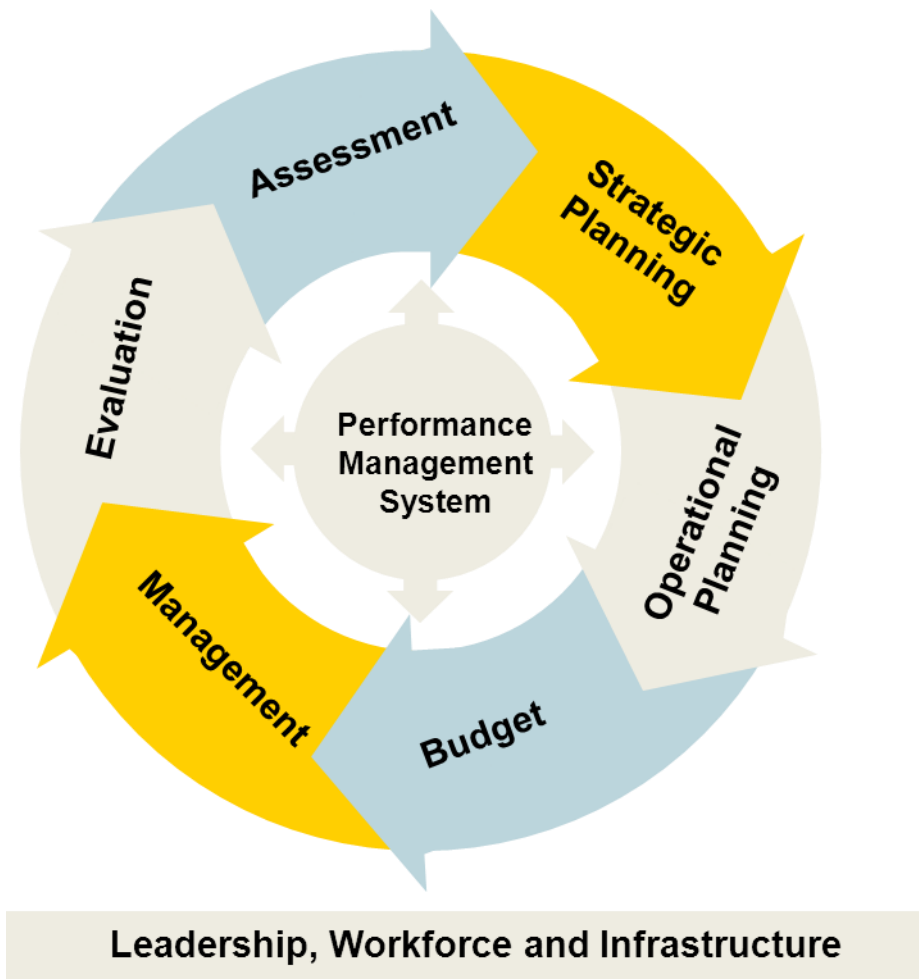 Assessment
Strategic
Planning
Operational
Planning
Budget
Management
Evaluation
Performance
Management
System
Leadership, Workforce and Infrastructure